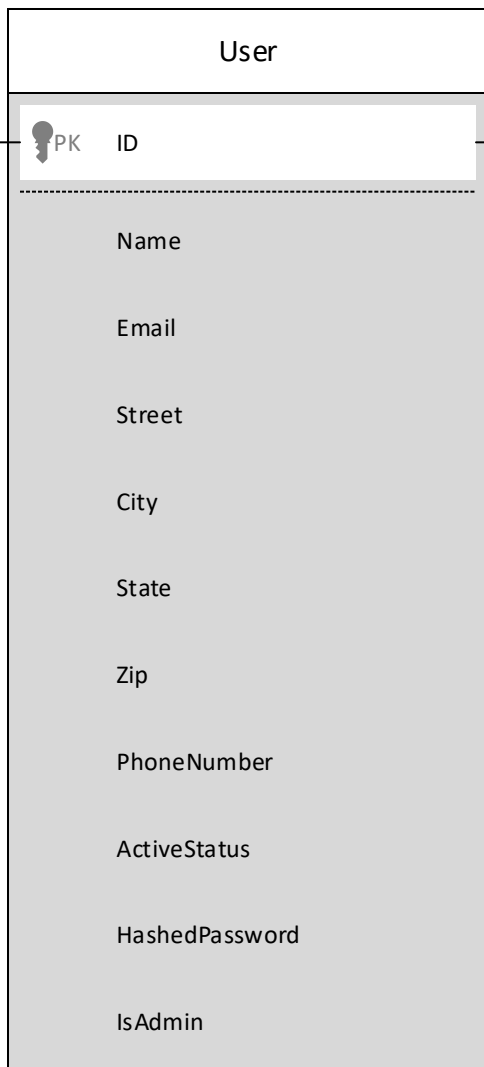 User
PK ID
Name
Email
Street
City
State
Zip
PhoneNumber
ActiveStatus
HashedPassword
IsAdmin